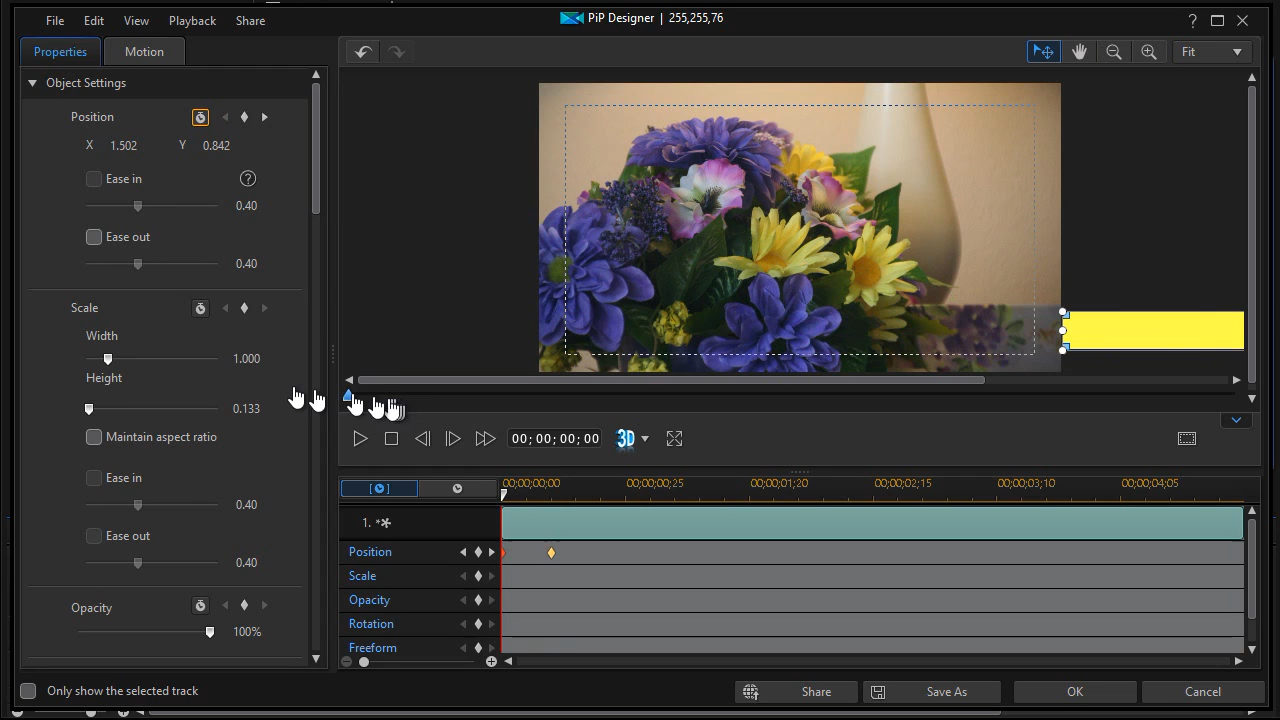 File Edit View Playback Share
PiP Designer | 255,255,76
?
Properties Motion
Fit
Object Settings
Position
X 1.502 Y 0.842
Ease in ?
0.40
Ease out
0.40
Scale
Width
1.000
Height
0.133
Maintain aspect ratio
Ease in
0.40
Ease out
0.40
Opacity
100%
00; 00; 00; 00
3D
00;00;00;00 00;00;00;25 00;00;01;20 00;00;02;15 00;00;03;10 00;00;04;05
1. *
Position
Scale
Opacity
Rotation
Freeform
Only show the selected track
Share Save As OK Cancel